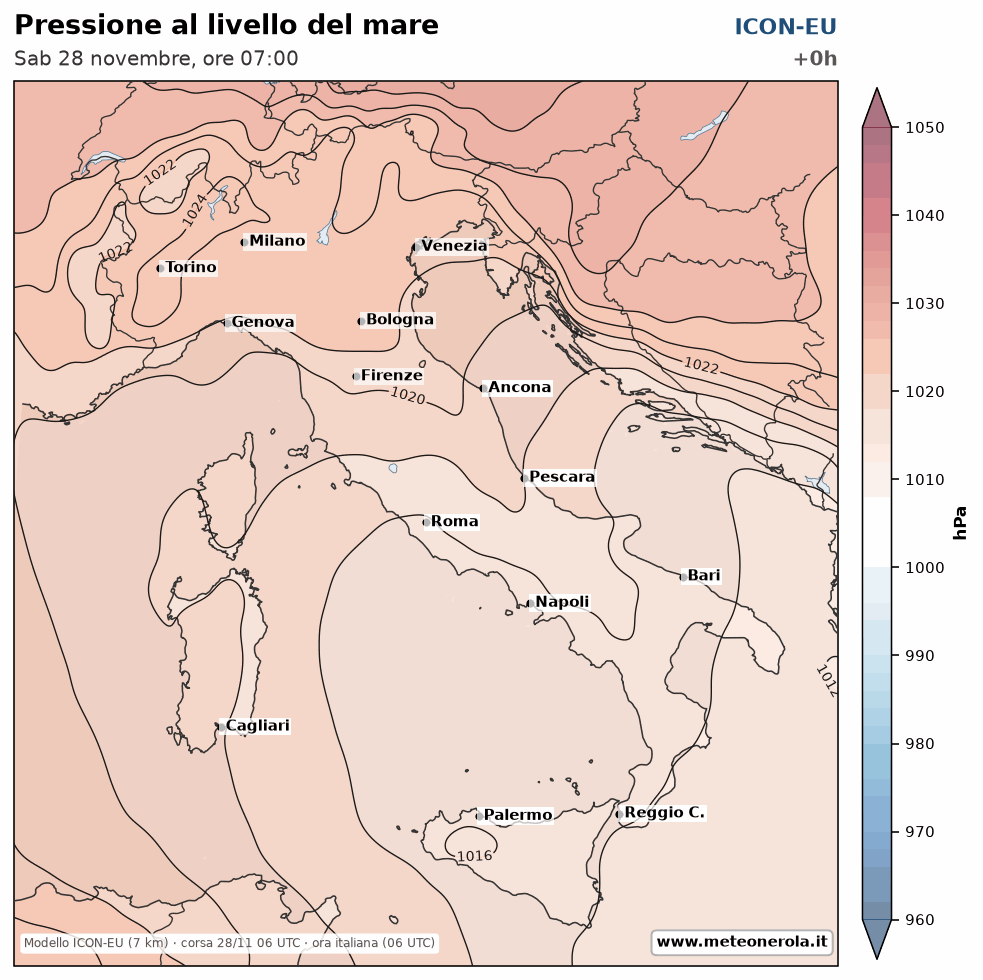 Pressione al livello del mare
ICON-EU
Sab 28 novembre, ore 07:00
+0h
1022
1024
1022
Milano
Venezia
Torino
Genova
Bologna
Firenze
1022
1020
Ancona
Pescara
Roma
Bari
Napoli
1012
Cagliari
Palermo
Reggio C.
1016
Modello ICON-EU (7 km) · corsa 28/11 06 UTC · ora italiana (06 UTC)
www.meteonerola.it
1050
1040
1030
1020
1010
1000
990
980
970
960
hPa